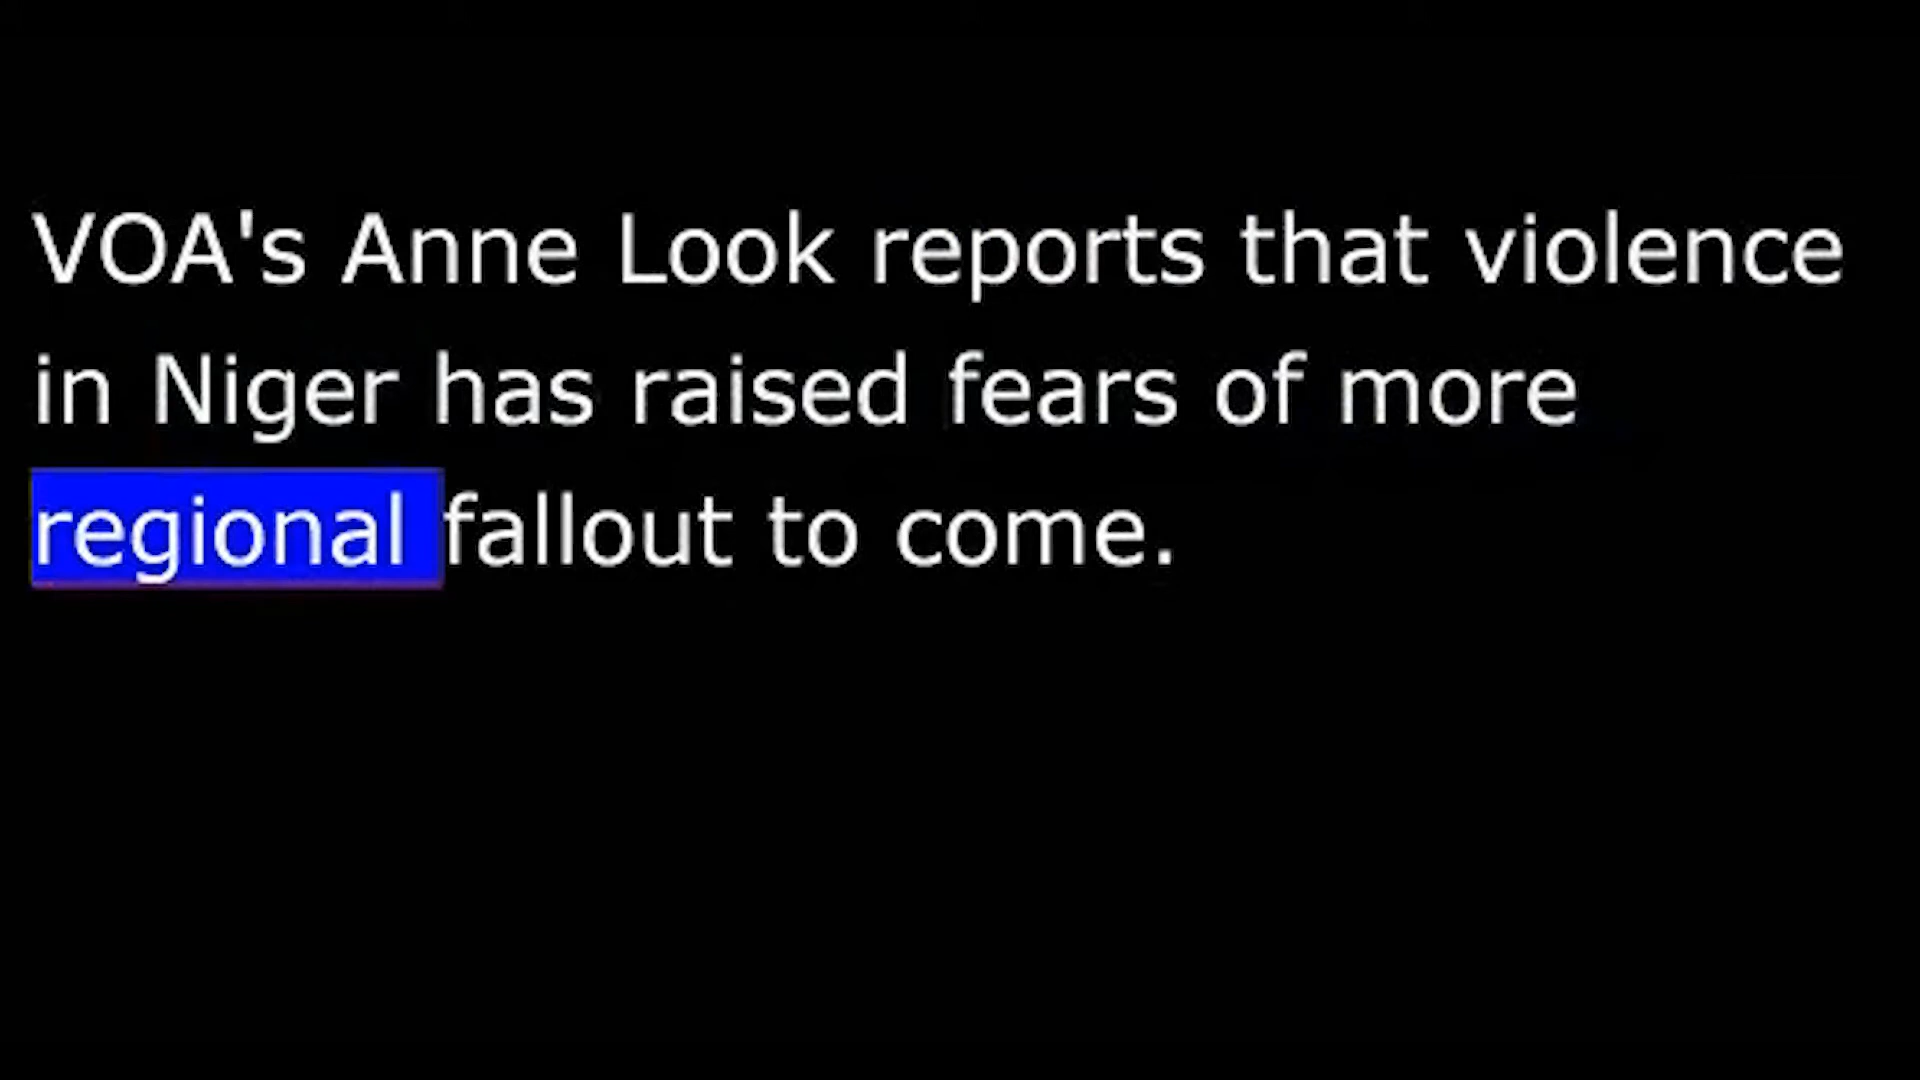 VOA's Anne Look reports that violence
in Niger has raised fears of more
regional fallout to come.